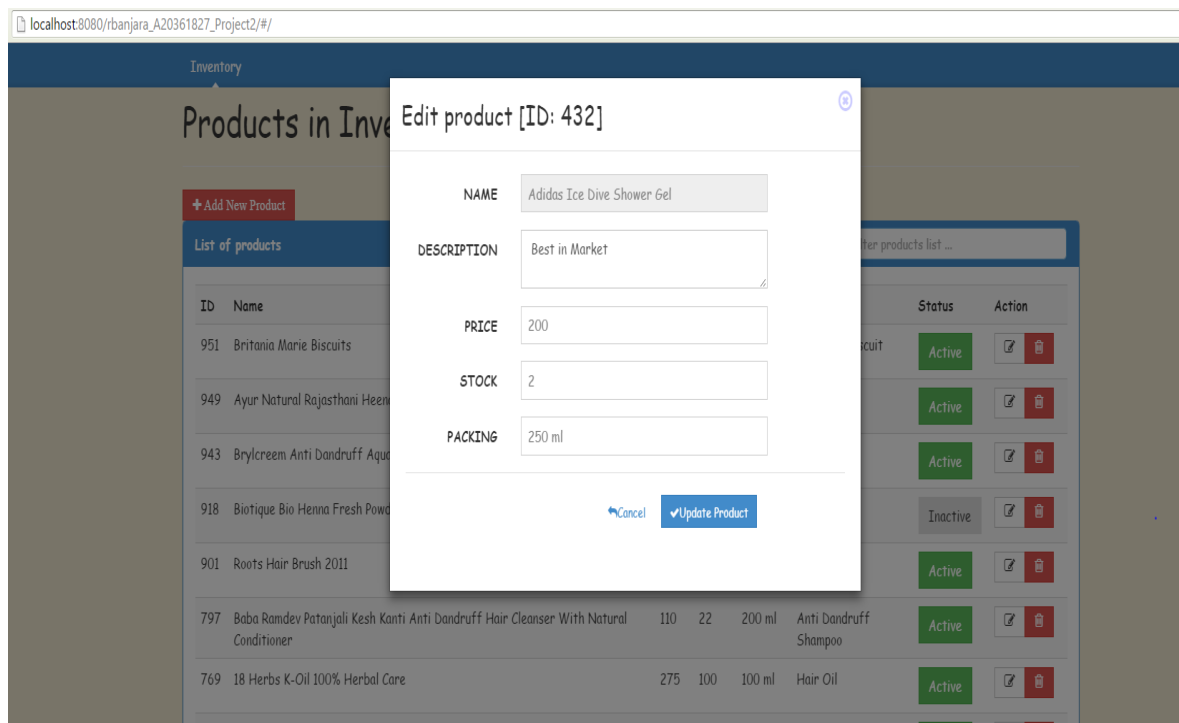 localhost:8080/rbanjara_A20361827_Project2/#/
Inventory
Products in Inve
Add New Product
List of products
ter products list ...
Edit product [ID: 432]
NAME
Adidas Ice Dive Shower Gel
DESCRIPTION
Best in Market
PRICE
200
STOCK
2
PACKING
250 ml
Cancel
Update Product
ID Name Status Action
951 Britania Marie Biscuits scuit Active
949 Ayur Natural Rajasthani Heen Active
943 Brylcreem Anti Dandruff Aqua Active
918 Biotique Bio Henna Fresh Powd Inactive
901 Roots Hair Brush 2011 Active
797 Baba Ramdev Patanjali Kesh Kanti Anti Dandruff Hair Cleanser With Natural 110 22 200 ml Anti Dandruff Active
Conditioner Shampoo
769 18 Herbs K-Oil 100% Herbal Care 275 100 100 ml Hair Oil Active